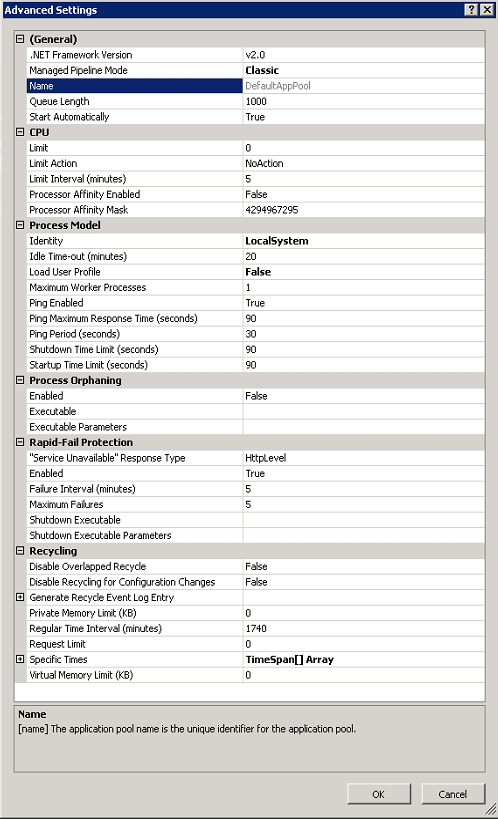 Advanced Settings
(General)
.NET Framework Version v2.0
Managed Pipeline Mode Classic
Name DefaultAppPool
Queue Length 1000
Start Automatically True
CPU
Limit 0
Limit Action NoAction
Limit Interval (minutes) 5
Processor Affinity Enabled False
Processor Affinity Mask 4294967295
Process Model
Identity LocalSystem
Idle Time-out (minutes) 20
Load User Profile False
Maximum Worker Processes 1
Ping Enabled True
Ping Maximum Response Time (seconds) 90
Ping Period (seconds) 30
Shutdown Time Limit (seconds) 90
Startup Time Limit (seconds) 90
Process Orphaning
Enabled False
Executable
Executable Parameters
Rapid-Fail Protection
"Service Unavailable" Response Type HttpLevel
Enabled True
Failure Interval (minutes) 5
Maximum Failures 5
Shutdown Executable
Shutdown Executable Parameters
Recycling
Disable Overlapped Recycle False
Disable Recycling for Configuration Changes False
Generate Recycle Event Log Entry
Private Memory Limit (KB) 0
Regular Time Interval (minutes) 1740
Request Limit 0
Specific Times TimeSpan[] Array
Virtual Memory Limit (KB) 0
Name
[name] The application pool name is the unique identifier for the application pool.
OK Cancel